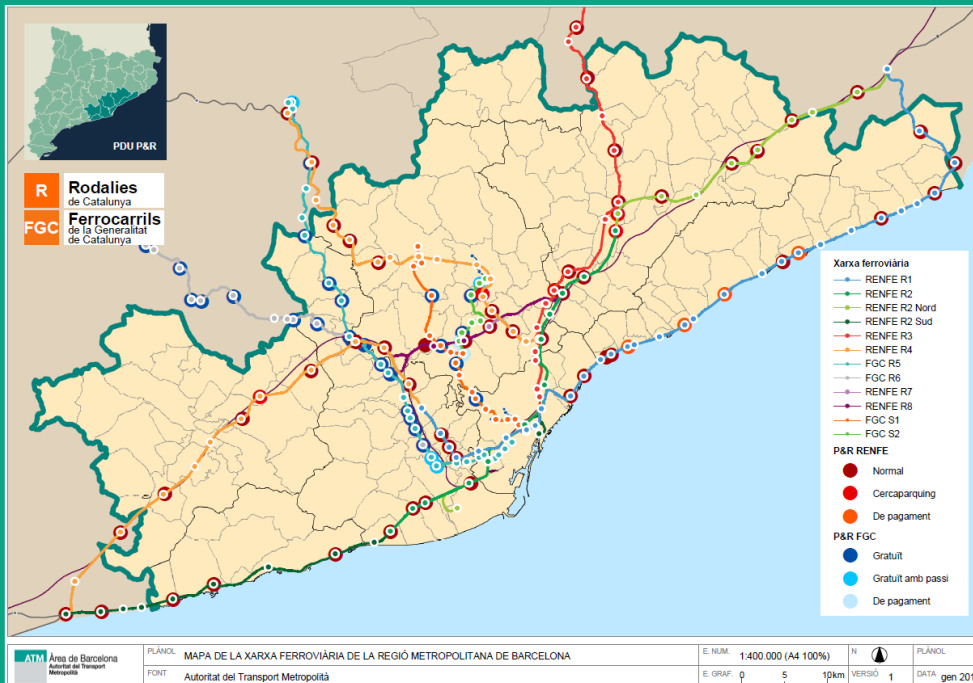 PDU P&R
R
Rodalies
de Catalunya
FGC
Ferrocarrils
de la Generalitat
de Catalunya
Xarxa ferroviària
RENFE R1
RENFE R2
RENFE R2 Nord
RENFE R2 Sud
RENFE R3
RENFE R4
FGC R5
FGC R6
RENFE R7
RENFE R8
FGC S1
FGC S2
P&R RENFE
Normal
Cercaparquing
De pagament
P&R FGC
Gratuït
Gratuït amb passi
De pagament
ATM
Àrea de Barcelona
Autoritat del Transport
Metropolità
PLÀNOL
MAPA DE LA XARXA FERROVIÀRIA DE LA REGIÓ METROPOLITANA DE BARCELONA
FONT
Autoritat del Transport Metropolità
E. NUM.
1:400.000 (A4 100%)
E. GRAF.
0 5 10km
N
VERSIÓ 1
PLÀNOL
DATA gen 201